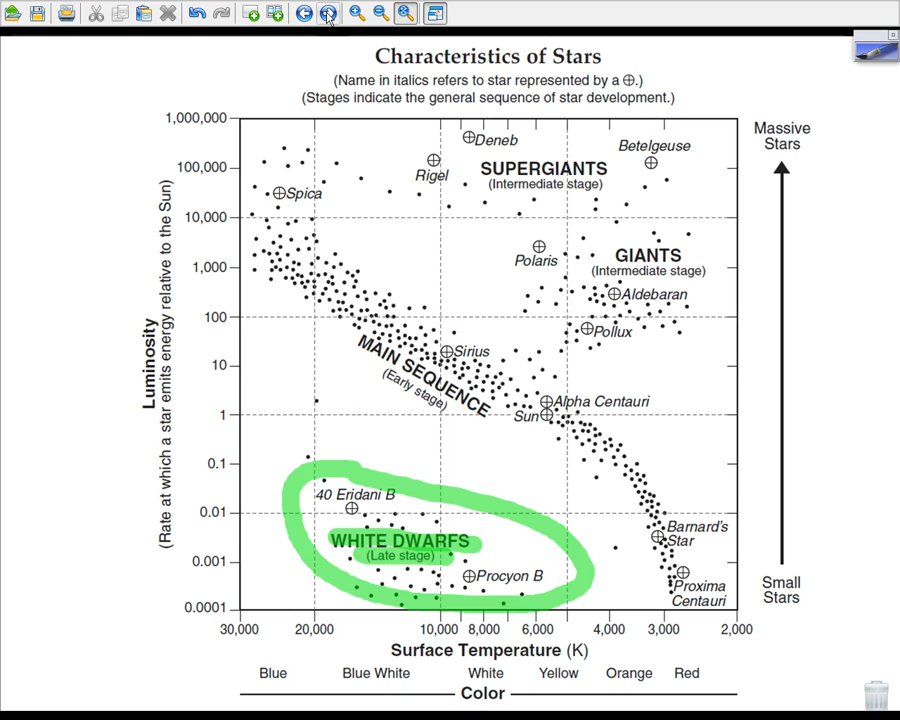 Characteristics of Stars
(Name in italics refers to star represented by a ⊕.)
(Stages indicate the general sequence of star development.)
1,000,000
100,000
10,000
1,000
100
10
1
0.1
0.01
0.001
0.0001
Luminosity
(Rate at which a star emits energy relative to the Sun)
Deneb
Betelgeuse
Rigel
SUPERGIANTS
(Intermediate stage)
Spica
Polaris
GIANTS
(Intermediate stage)
Aldebaran
Pollux
Sirius
MAIN SEQUENCE
(Early stage)
Alpha Centauri
Sun
40 Eridani B
WHITE DWARFS
(Late stage)
Procyon B
Barnard's
Star
Proxima
Centauri
Massive
Stars
Small
Stars
30,000 20,000 10,000 8,000 6,000 4,000 3,000 2,000
Surface Temperature (K)
Blue Blue White White Yellow Orange Red
Color